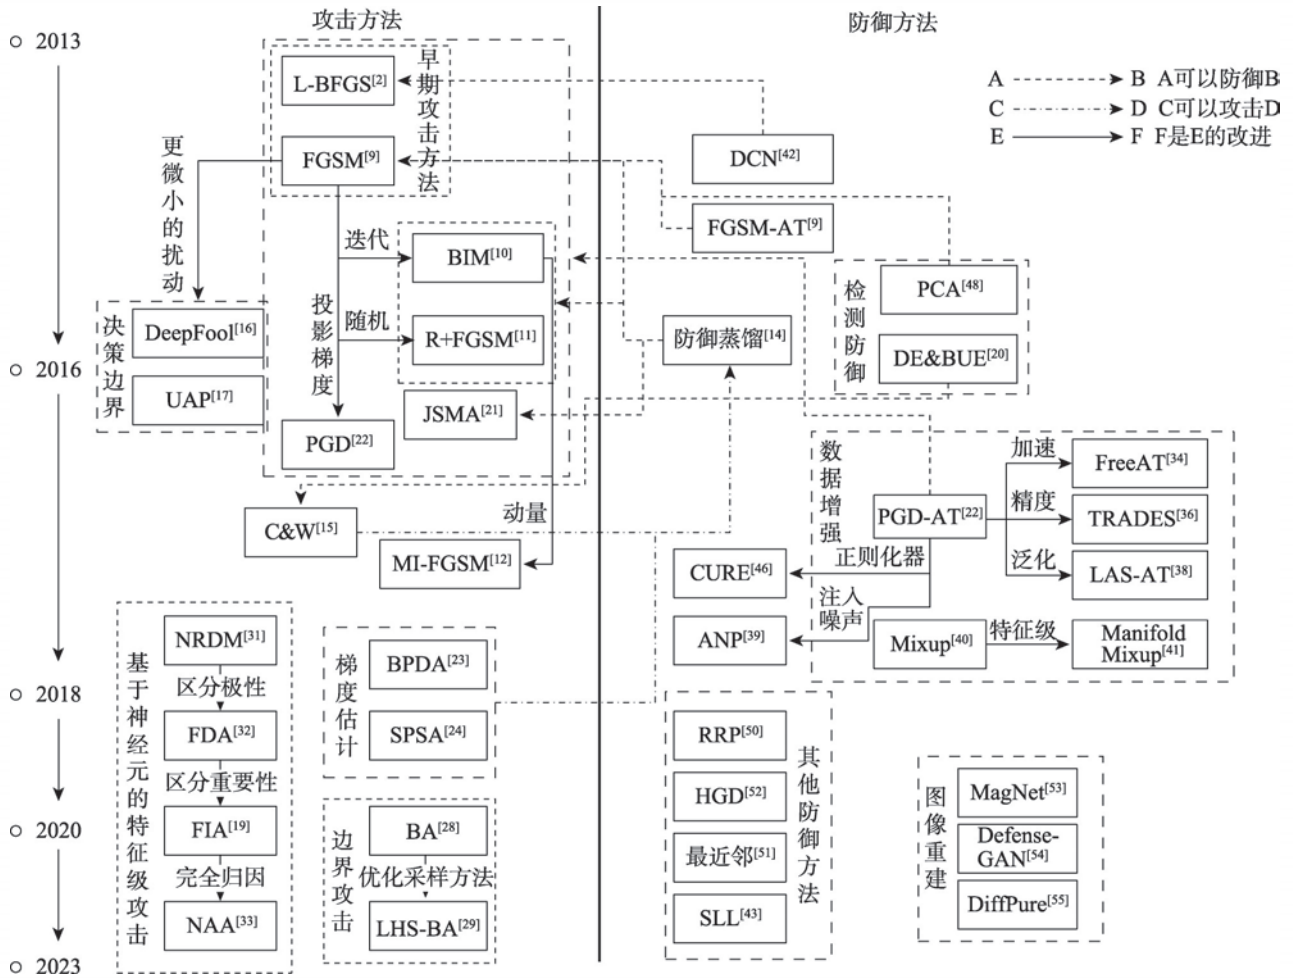 攻击方法
防御方法
2013
2016
2018
2020
2023
A
B A可以防御B
C
D C可以攻击D
E
F F是E的改进
早期攻击方法
L-BFGS[2]
FGSM[9]
更微小的扰动
迭代
BIM[10]
投影梯度
随机
R+FGSM[11]
决策边界
DeepFool[16]
UAP[17]
JSMA[21]
PGD[22]
C&W[15]
动量
MI-FGSM[12]
基于神经元的特征级攻击
NRDM[31]
区分极性
FDA[32]
区分重要性
FIA[19]
完全归因
NAA[33]
梯度估计
BPDA[23]
SPSA[24]
边界攻击
BA[28]
优化采样方法
LHS-BA[29]
DCN[42]
FGSM-AT[9]
检测防御
PCA[48]
DE&BUE[20]
防御蒸馏[14]
数据增强
PGD-AT[22]
加速
FreeAT[34]
精度
TRADES[36]
泛化
LAS-AT[38]
正则化器
CURE[46]
注入
噪声
ANP[39]
Mixup[40]
特征级
Manifold
Mixup[41]
其他防御方法
RRP[50]
HGD[52]
最近邻[51]
SLL[43]
图像重建
MagNet[53]
Defense-
GAN[54]
DiffPure[55]